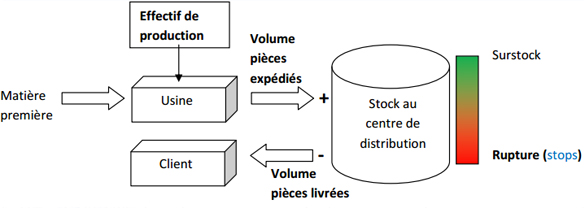 Effectif de
production
Volume
pièces
expédiés
Surstock
Matière
première
Usine
+
Stock au
centre de
distribution
Client
-
Volume
pièces livrées
Rupture (stops)